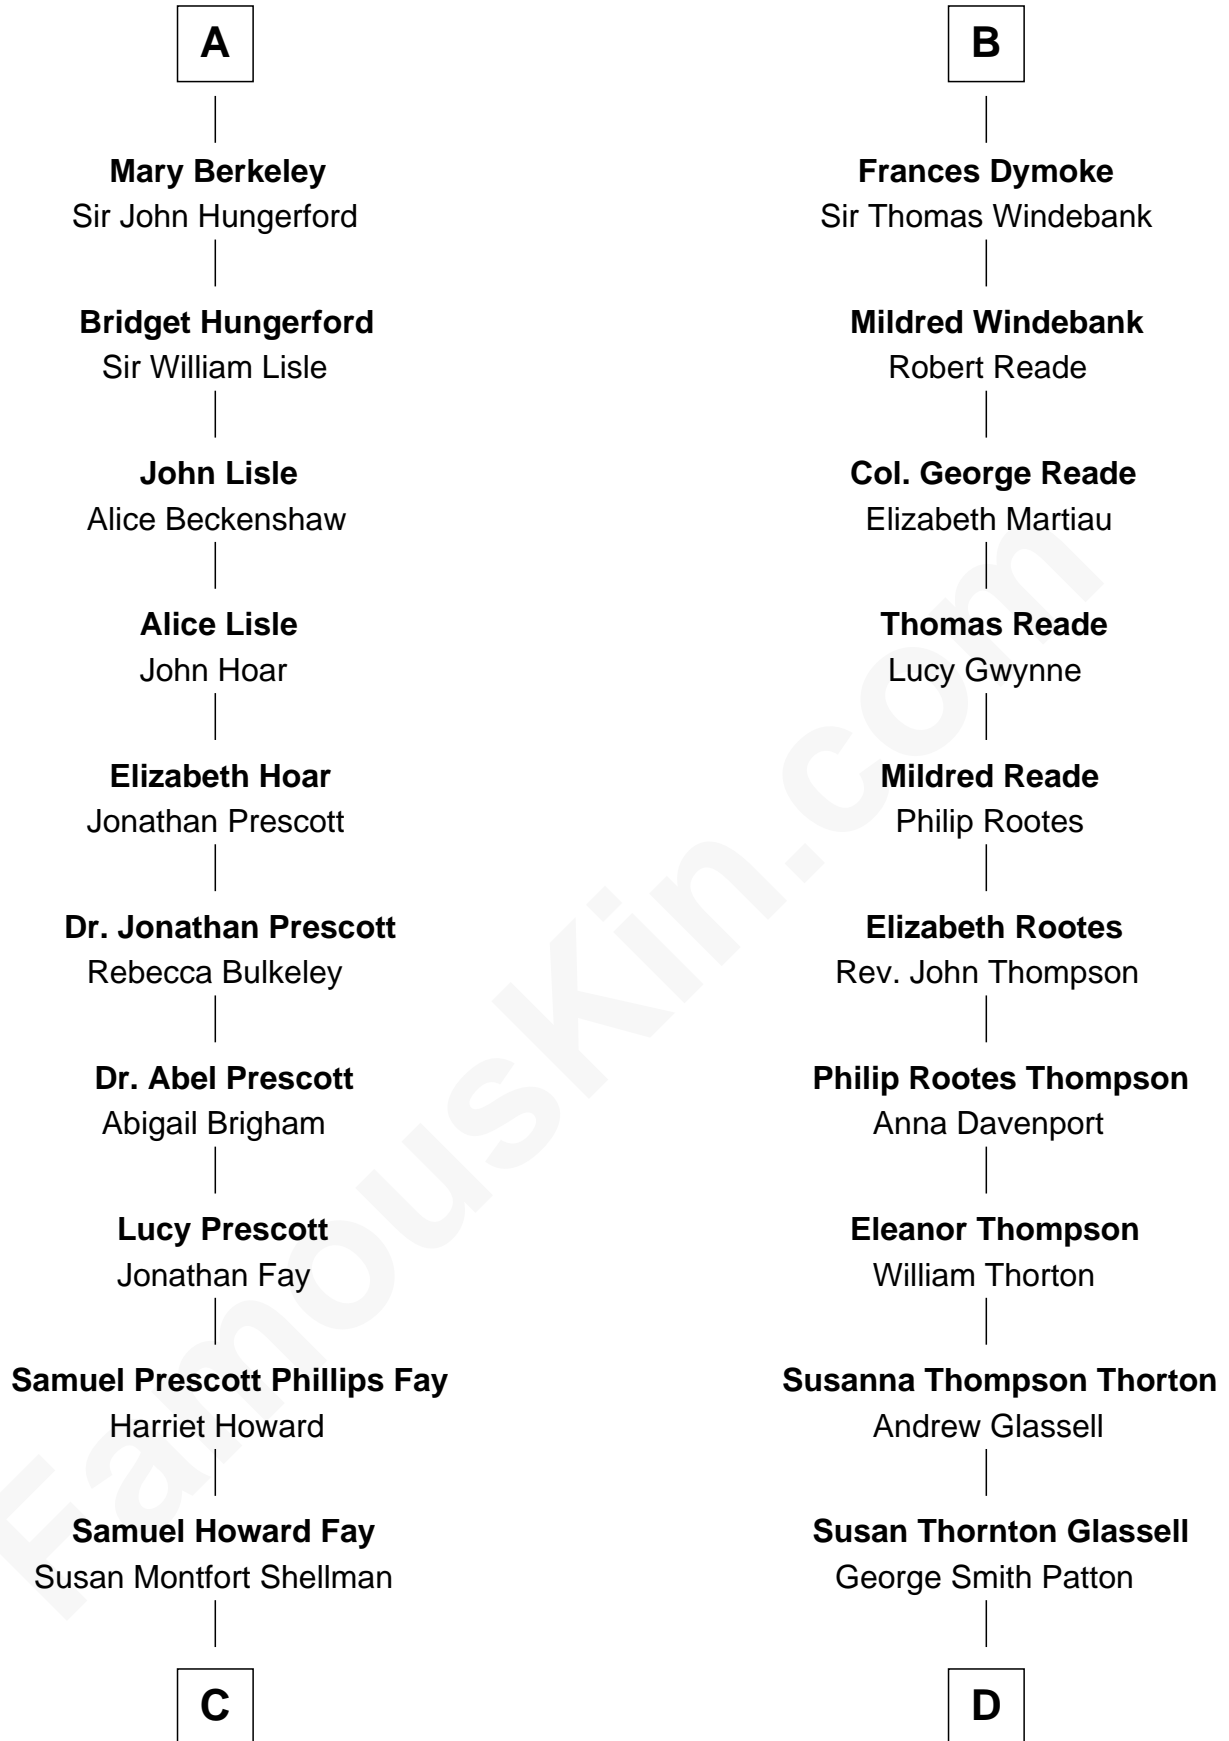 A
Mary Berkeley
Sir John Hungerford
Bridget Hungerford
Sir William Lisle
John Lisle
Alice Beckenshaw
Alice Lisle
John Hoar
Elizabeth Hoar
Jonathan Prescott
Dr. Jonathan Prescott
Rebecca Bulkeley
Dr. Abel Prescott
Abigail Brigham
Lucy Prescott
Jonathan Fay
Samuel Prescott Phillips Fay
Harriet Howard
Samuel Howard Fay
Susan Montfort Shellman
C
B
Frances Dymoke
Sir Thomas Windebank
Mildred Windebank
Robert Reade
Col. George Reade
Elizabeth Martiau
Thomas Reade
Lucy Gwynne
Mildred Reade
Philip Rootes
Elizabeth Rootes
Rev. John Thompson
Philip Rootes Thompson
Anna Davenport
Eleanor Thompson
William Thorton
Susanna Thompson Thorton
Andrew Glassell
Susan Thornton Glassell
George Smith Patton
D
FamousKin.com